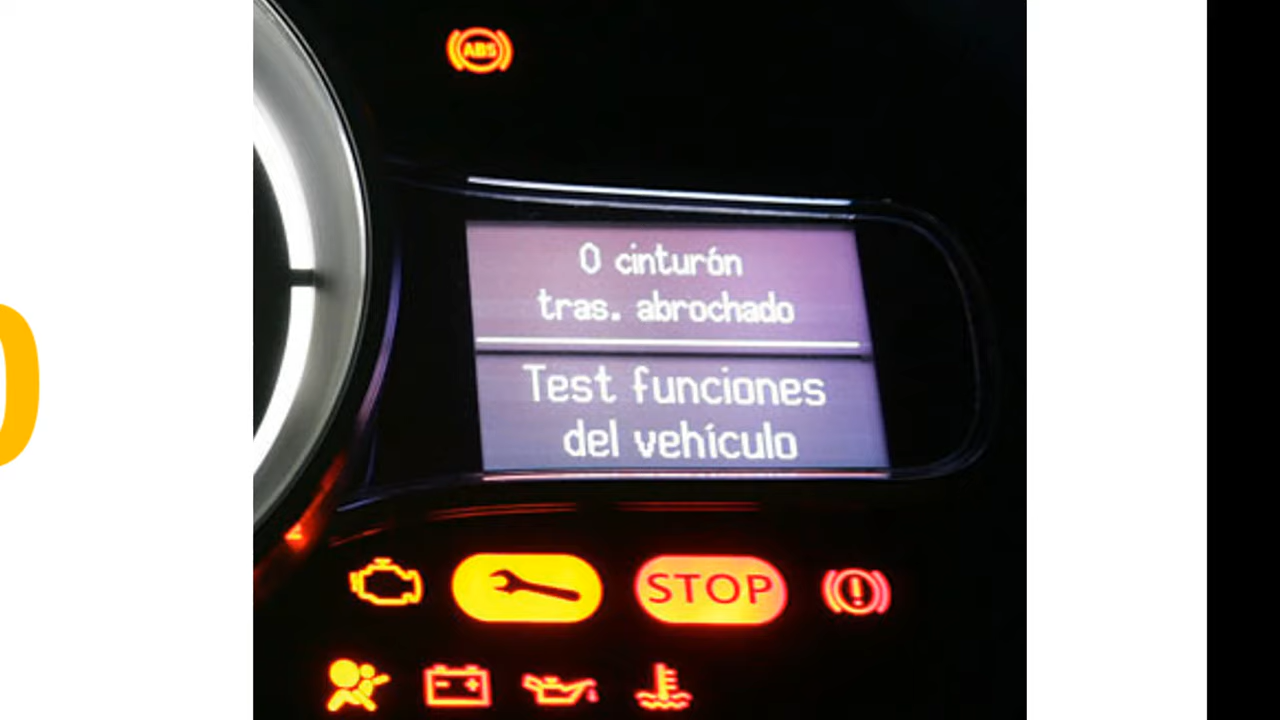 ABS
0 cinturón
tras. abrochado
Test funciones
del vehículo
STOP